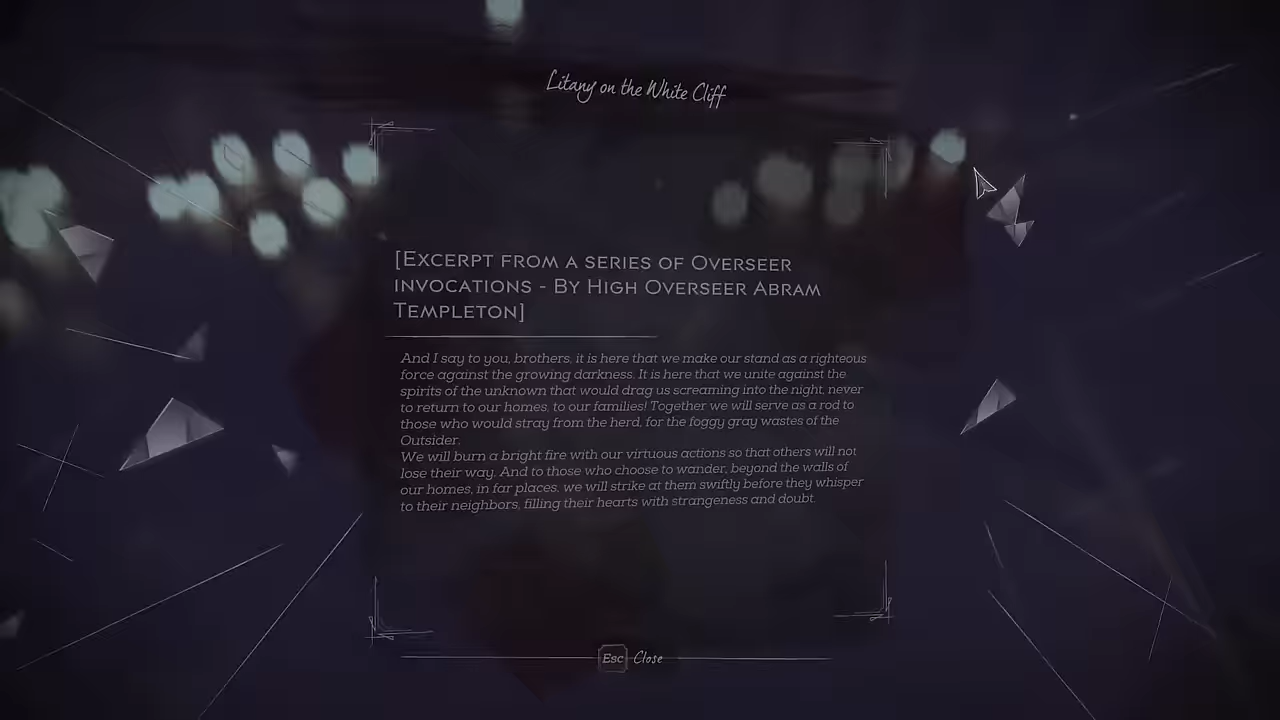 Litany on the White Cliff
[Excerpt from a series of Overseer
invocations - By High Overseer Abram
Templeton]
And I say to you, brothers, it is here that we make our stand as a righteous
force against the growing darkness. It is here that we unite against the
spirits of the unknown that would drag us screaming into the night, never
to return to our homes, to our families! Together we will serve as a rod to
those who would stray from the herd, for the foggy gray wastes of the
Outsider.
We will burn a bright fire with our virtuous actions so that others will not
lose their way. And to those who choose to wander, beyond the walls of
our homes, in far places, we will strike at them swiftly before they whisper
to their neighbors, filling their hearts with strangeness and doubt.
Esc Close